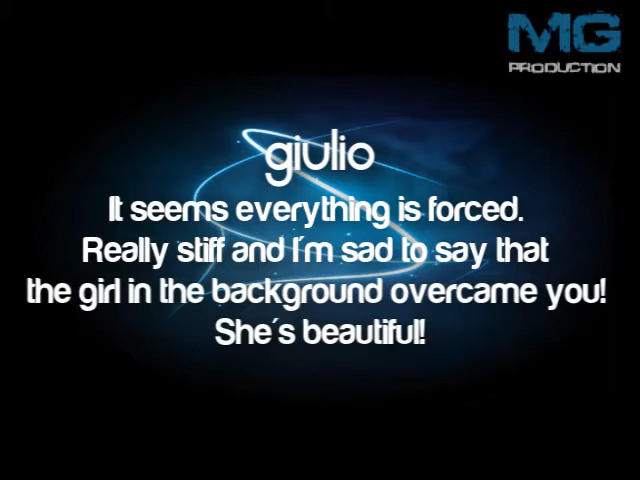 MG
PRODUCTION
giulio
It seems everything is forced.
Really stiff and I´m sad to say that
the girl in the background overcame you!
She´s beautiful!